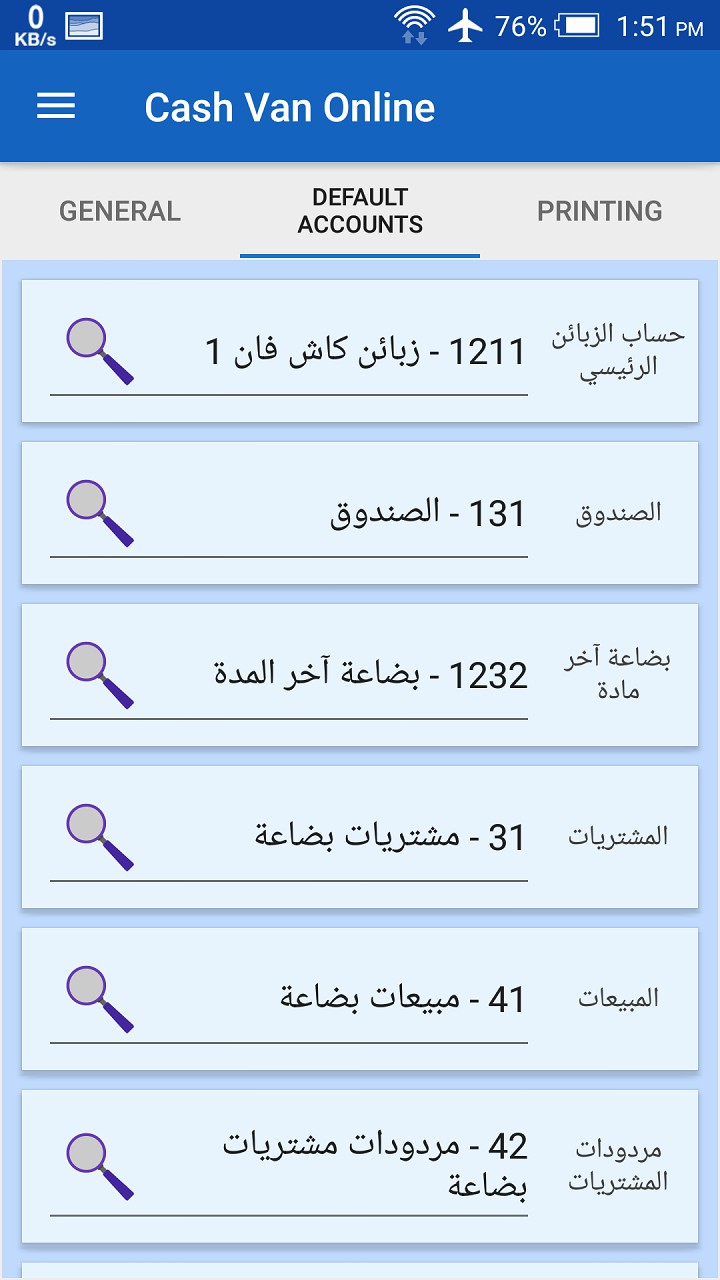 0
KB/s
76%
1:51 PM
Cash Van Online
GENERAL
DEFAULT
ACCOUNTS
PRINTING
حساب الزبائن
الرئيسي
1211 - زبائن كاش فان 1
الصندوق
131 - الصندوق
بضاعة آخر
مادة
1232 - بضاعة آخر المدة
المشتريات
31 - مشتريات بضاعة
المبيعات
41 - مبيعات بضاعة
مردودات
المشتريات
42 - مردودات مشتريات
بضاعة